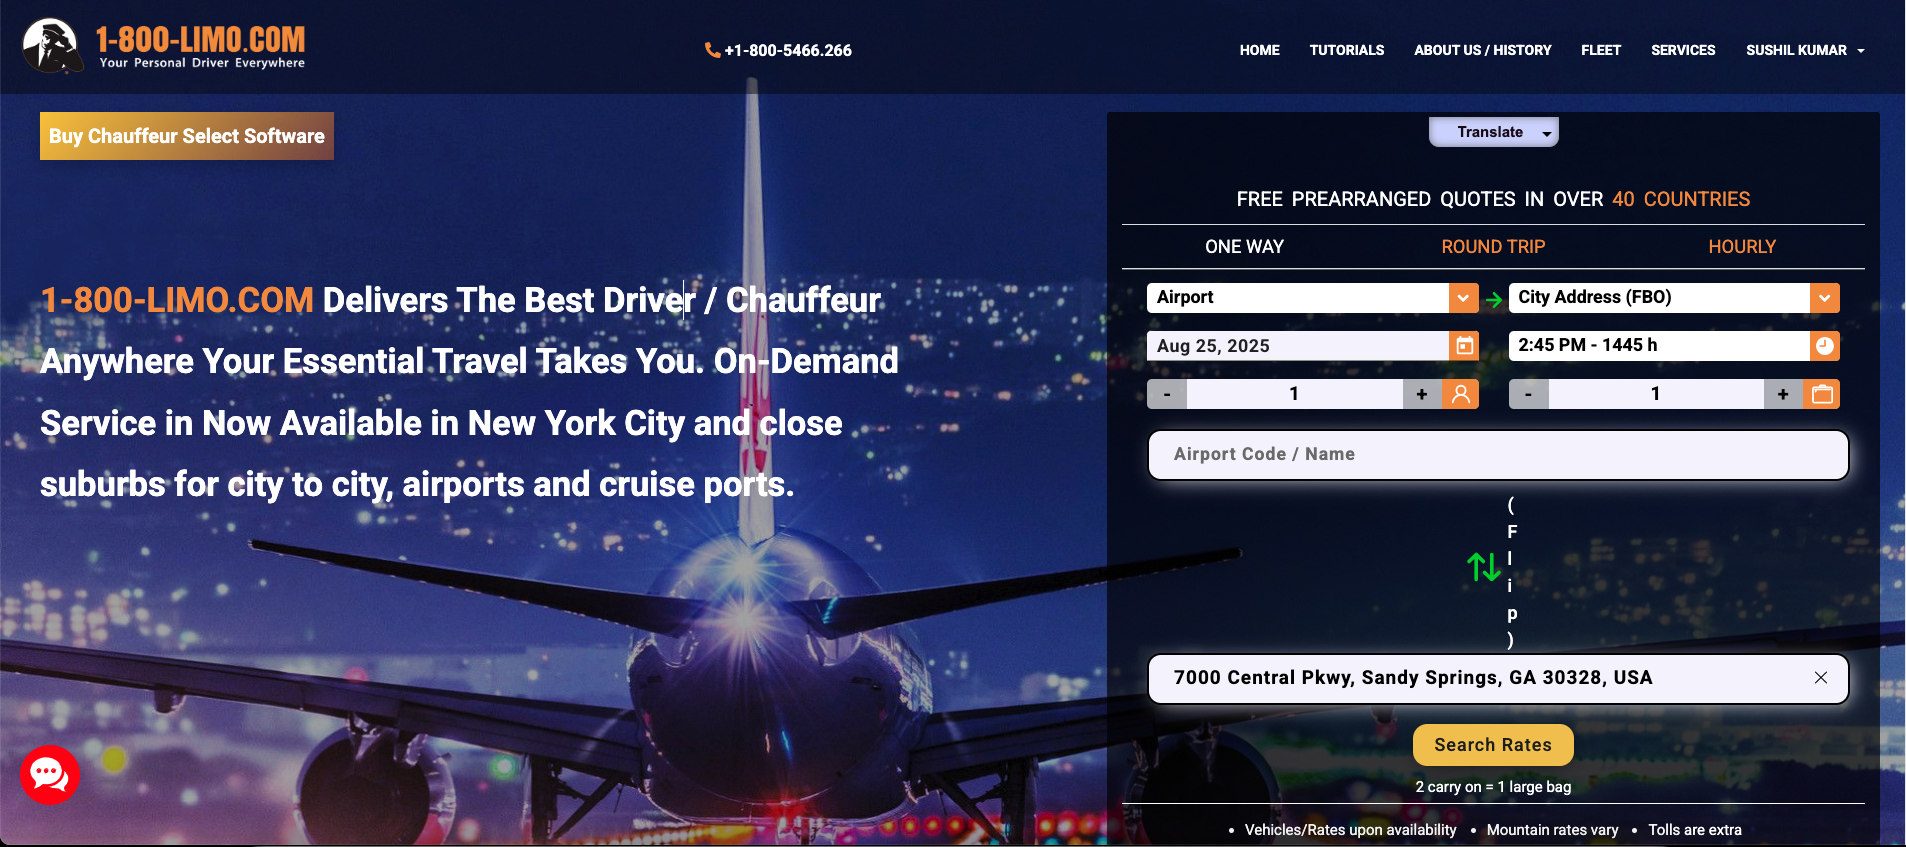 1-800-LIMO.COM
Your Personal Driver Everywhere
+1-800-5466.266
HOME TUTORIALS ABOUT US / HISTORY FLEET SERVICES SUSHIL KUMAR
Buy Chauffeur Select Software
1-800-LIMO.COM Delivers The Best Driver / Chauffeur
Anywhere Your Essential Travel Takes You. On-Demand
Service in Now Available in New York City and close
suburbs for city to city, airports and cruise ports.
Translate
FREE PREARRANGED QUOTES IN OVER 40 COUNTRIES
ONE WAY ROUND TRIP HOURLY
Airport City Address (FBO)
Aug 25, 2025 2:45 PM - 1445 h
- 1 + - 1 +
Airport Code / Name
(Flip)
7000 Central Pkwy, Sandy Springs, GA 30328, USA
Search Rates
2 carry on = 1 large bag
• Vehicles/Rates upon availability • Mountain rates vary • Tolls are extra